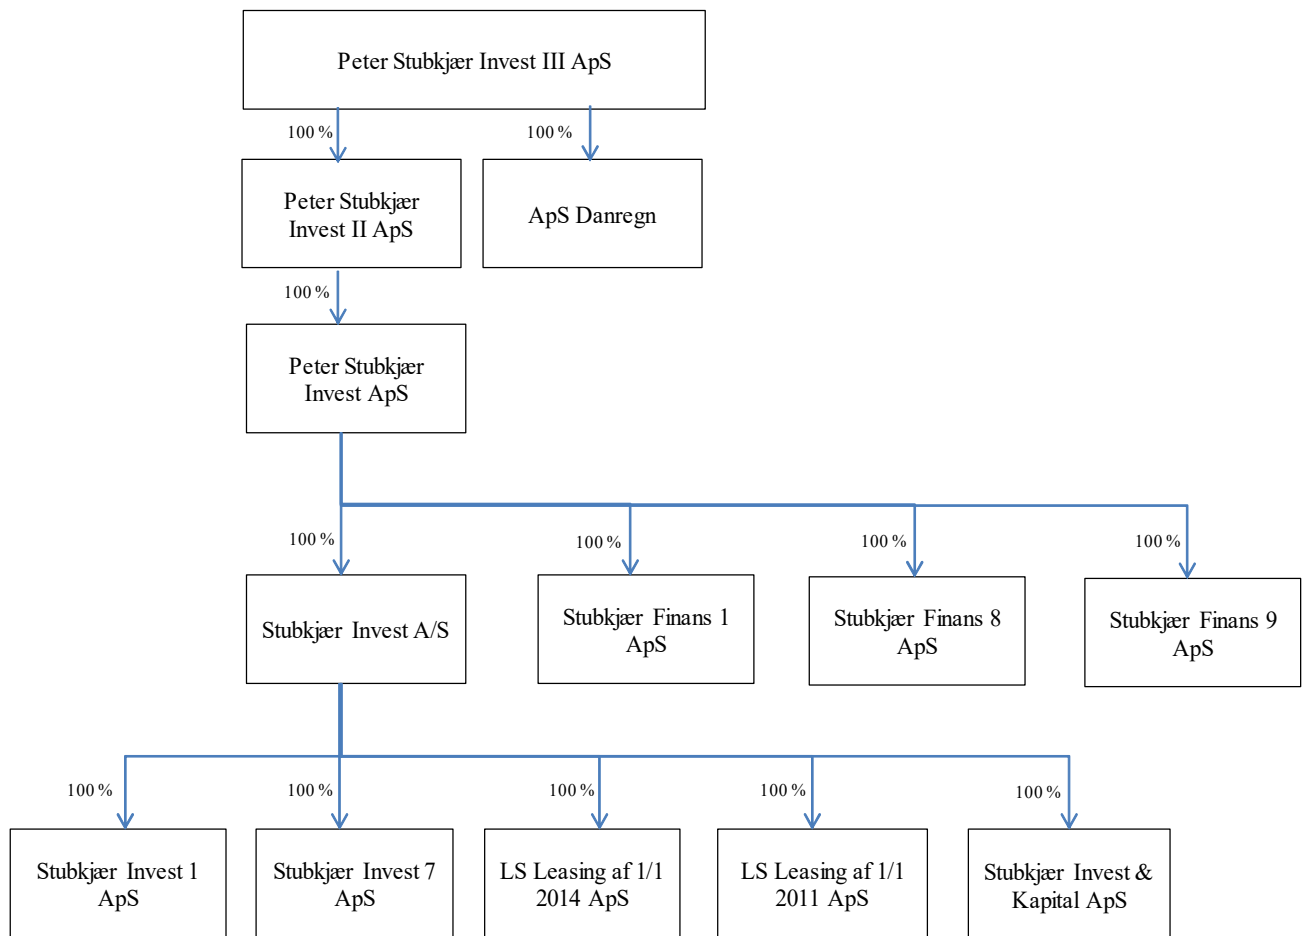 Peter Stubkjær Invest III ApS
100 %
100 %
Peter Stubkjær
Invest II ApS
ApS Danregn
100 %
Peter Stubkjær
Invest ApS
100 %
100 %
100 %
100 %
Stubkjær Invest A/S
Stubkjær Finans 1
ApS
Stubkjær Finans 8
ApS
Stubkjær Finans 9
ApS
100 %
100 %
100 %
100 %
100 %
Stubkjær Invest 1
ApS
Stubkjær Invest 7
ApS
LS Leasing af 1/1
2014 ApS
LS Leasing af 1/1
2011 ApS
Stubkjær Invest &
Kapital ApS